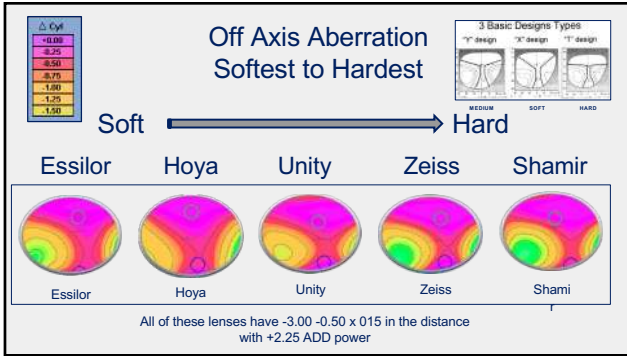 Δ Cyl
+0.00
-0.25
-0.50
-0.75
-1.00
-1.25
-1.50
Off Axis Aberration
Softest to Hardest
3 Basic Designs Types
"Y" design "X" design "T" design
MEDIUM SOFT HARD
Soft Hard
Essilor Hoya Unity Zeiss Shamir
Essilor Hoya Unity Zeiss Shami
r
All of these lenses have -3.00 -0.50 x 015 in the distance
with +2.25 ADD power